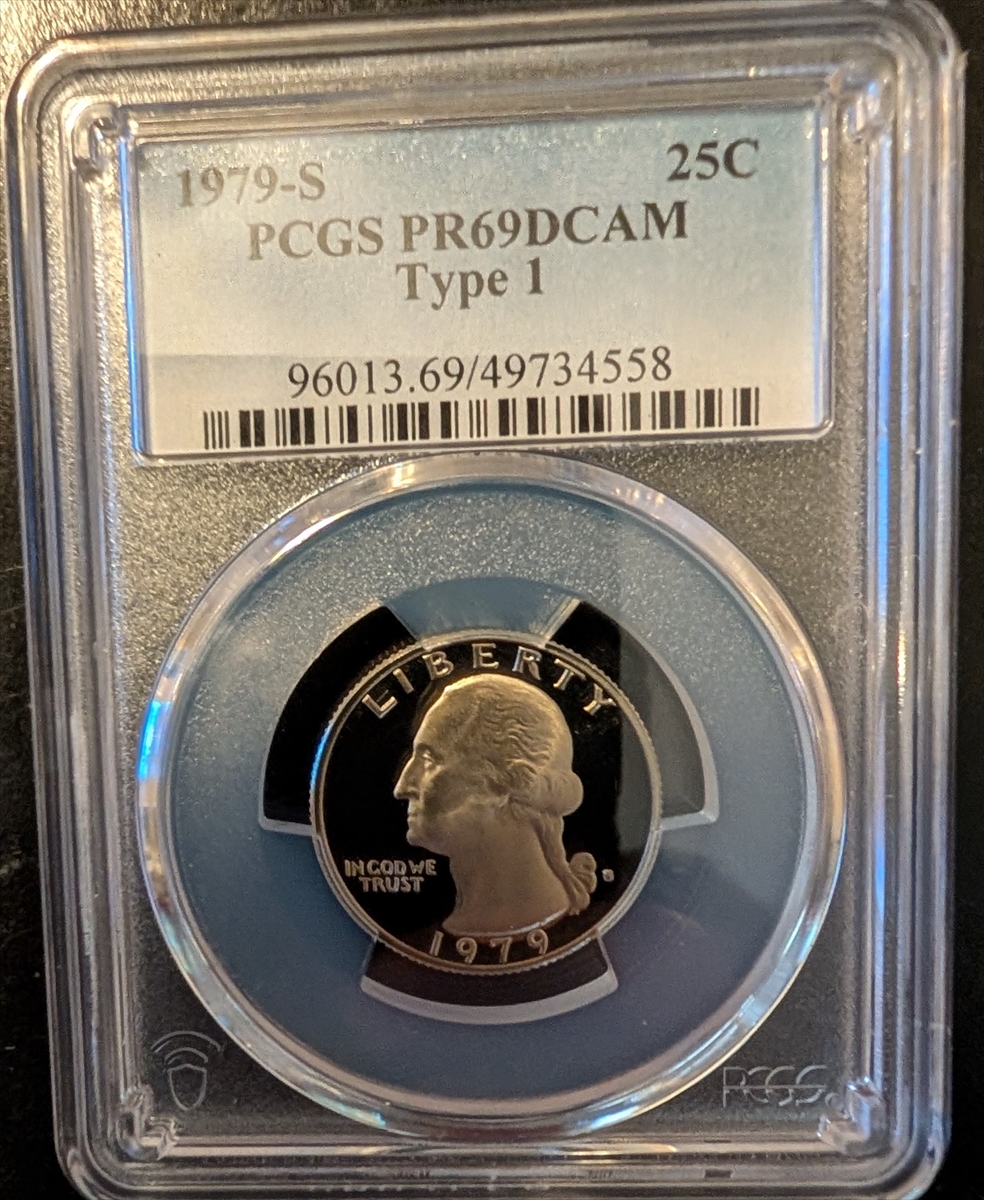 1979-S 25C
PCGS PR69DCAM
Type 1
96013.69/49734558
LIBERTY
IN GOD WE
TRUST
S
1979
PCGS